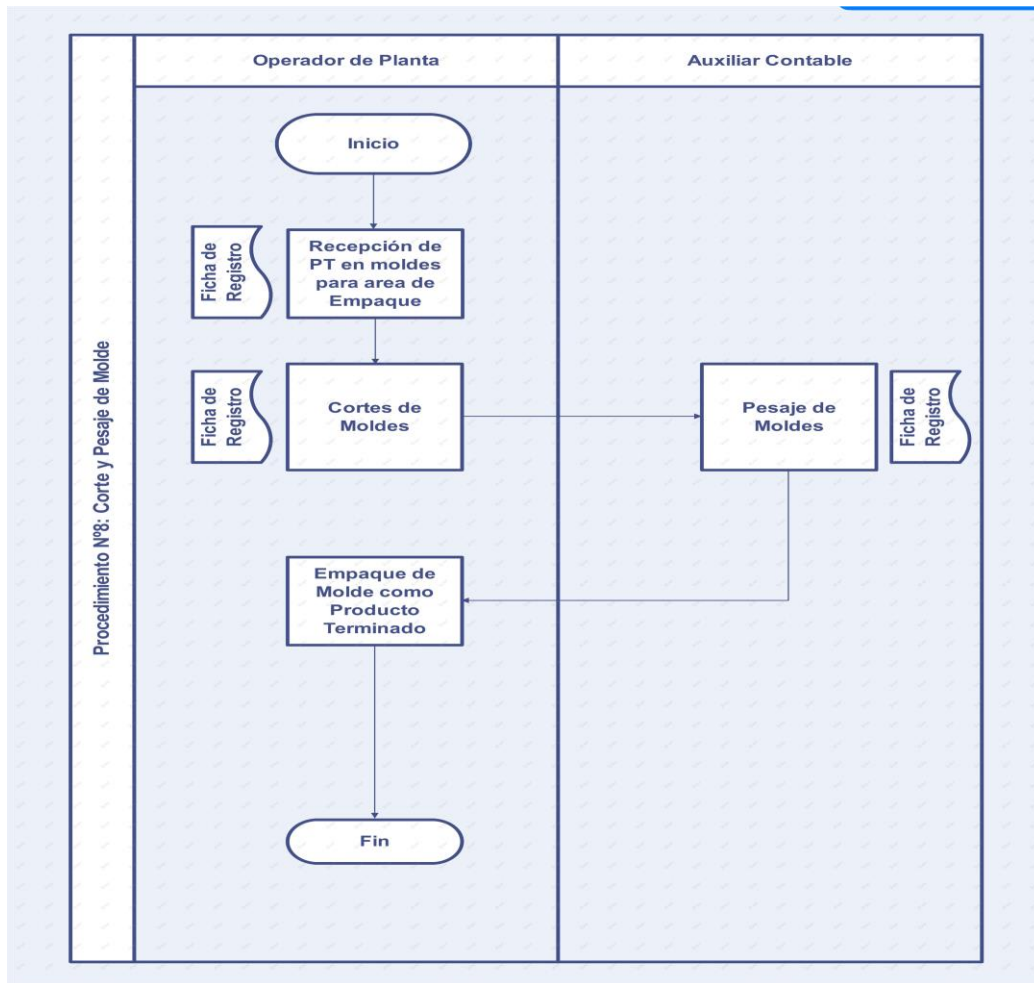 Operador de Planta
Auxiliar Contable
Procedimiento Nº8: Corte y Pesaje de Molde
Inicio
Ficha de
Registro
Recepción de
PT en moldes
para area de
Empaque
Ficha de
Registro
Cortes de
Moldes
Pesaje de
Moldes
Ficha de
Registro
Empaque de
Molde como
Producto
Terminado
Fin